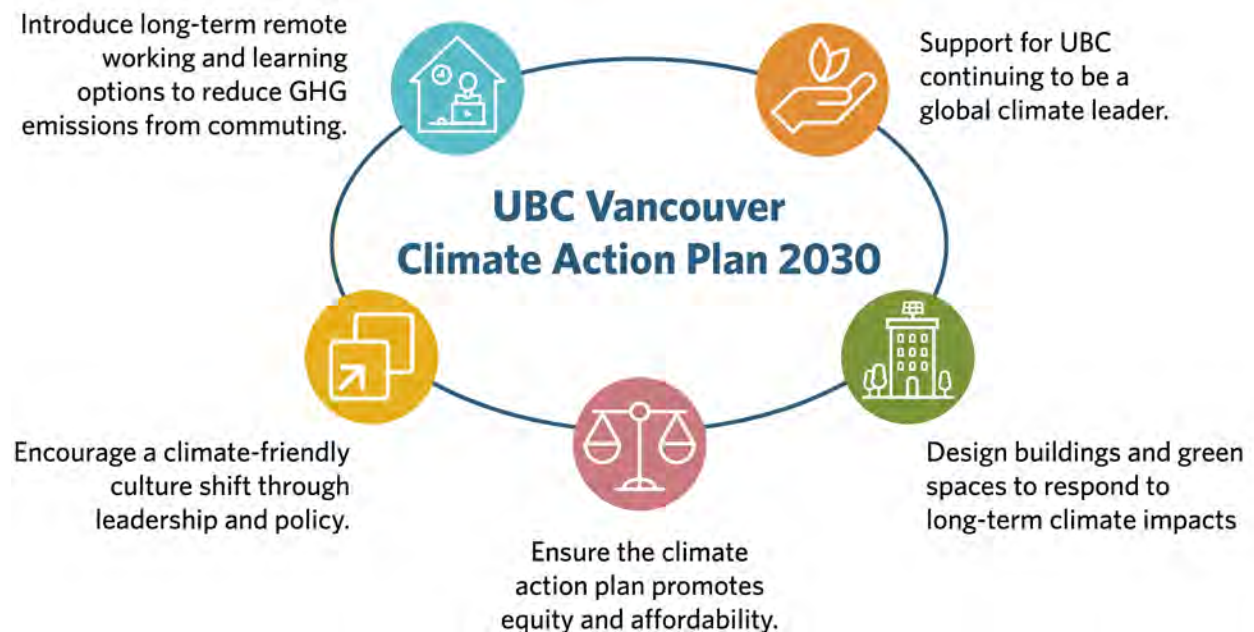 Introduce long-term remote
working and learning
options to reduce GHG
emissions from commuting.
Support for UBC
continuing to be a
global climate leader.
UBC Vancouver
Climate Action Plan 2030
Encourage a climate-friendly
culture shift through
leadership and policy.
Ensure the climate
action plan promotes
equity and affordability.
Design buildings and green
spaces to respond to
long-term climate impacts